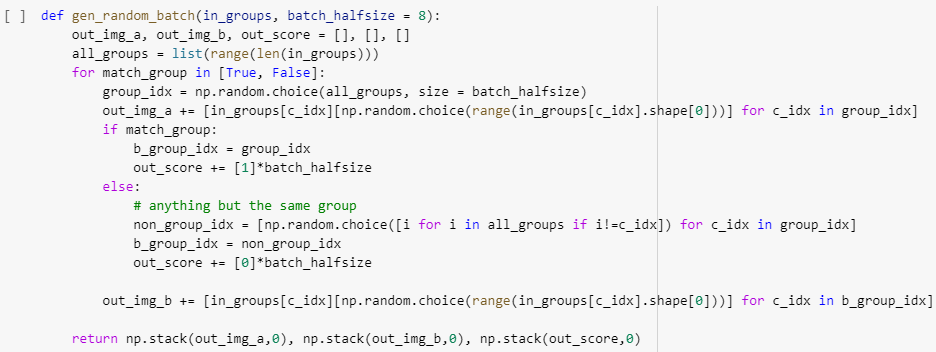 [ ] def gen_random_batch(in_groups, batch_halfsize = 8):
out_img_a, out_img_b, out_score = [], [], []
all_groups = list(range(len(in_groups)))
for match_group in [True, False]:
group_idx = np.random.choice(all_groups, size = batch_halfsize)
out_img_a += [in_groups[c_idx][np.random.choice(range(in_groups[c_idx].shape[0]))] for c_idx in group_idx]
if match_group:
b_group_idx = group_idx
out_score += [1]*batch_halfsize
else:
# anything but the same group
non_group_idx = [np.random.choice([i for i in all_groups if i!=c_idx]) for c_idx in group_idx]
b_group_idx = non_group_idx
out_score += [0]*batch_halfsize
out_img_b += [in_groups[c_idx][np.random.choice(range(in_groups[c_idx].shape[0]))] for c_idx in b_group_idx]
return np.stack(out_img_a,0), np.stack(out_img_b,0), np.stack(out_score,0)